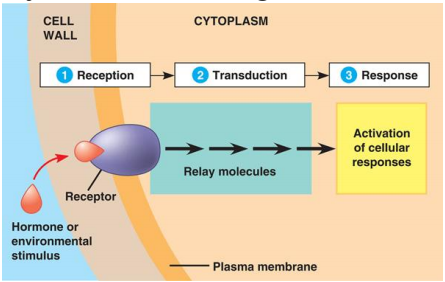 CELL
WALL
CYTOPLASM
1 Reception
2 Transduction
3 Response
Receptor
Relay molecules
Activation
of cellular
responses
Hormone or
environmental
stimulus
Plasma membrane